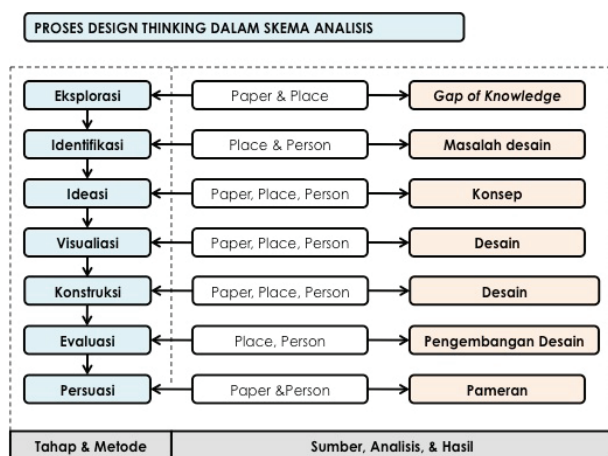 PROSES DESIGN THINKING DALAM SKEMA ANALISIS
Eksplorasi Paper & Place Gap of Knowledge
Identifikasi Place & Person Masalah desain
Ideasi Paper, Place, Person Konsep
Visualiasi Paper, Place, Person Desain
Konstruksi Paper, Place, Person Desain
Evaluasi Place, Person Pengembangan Desain
Persuasi Paper &Person Pameran
Tahap & Metode Sumber, Analisis, & Hasil